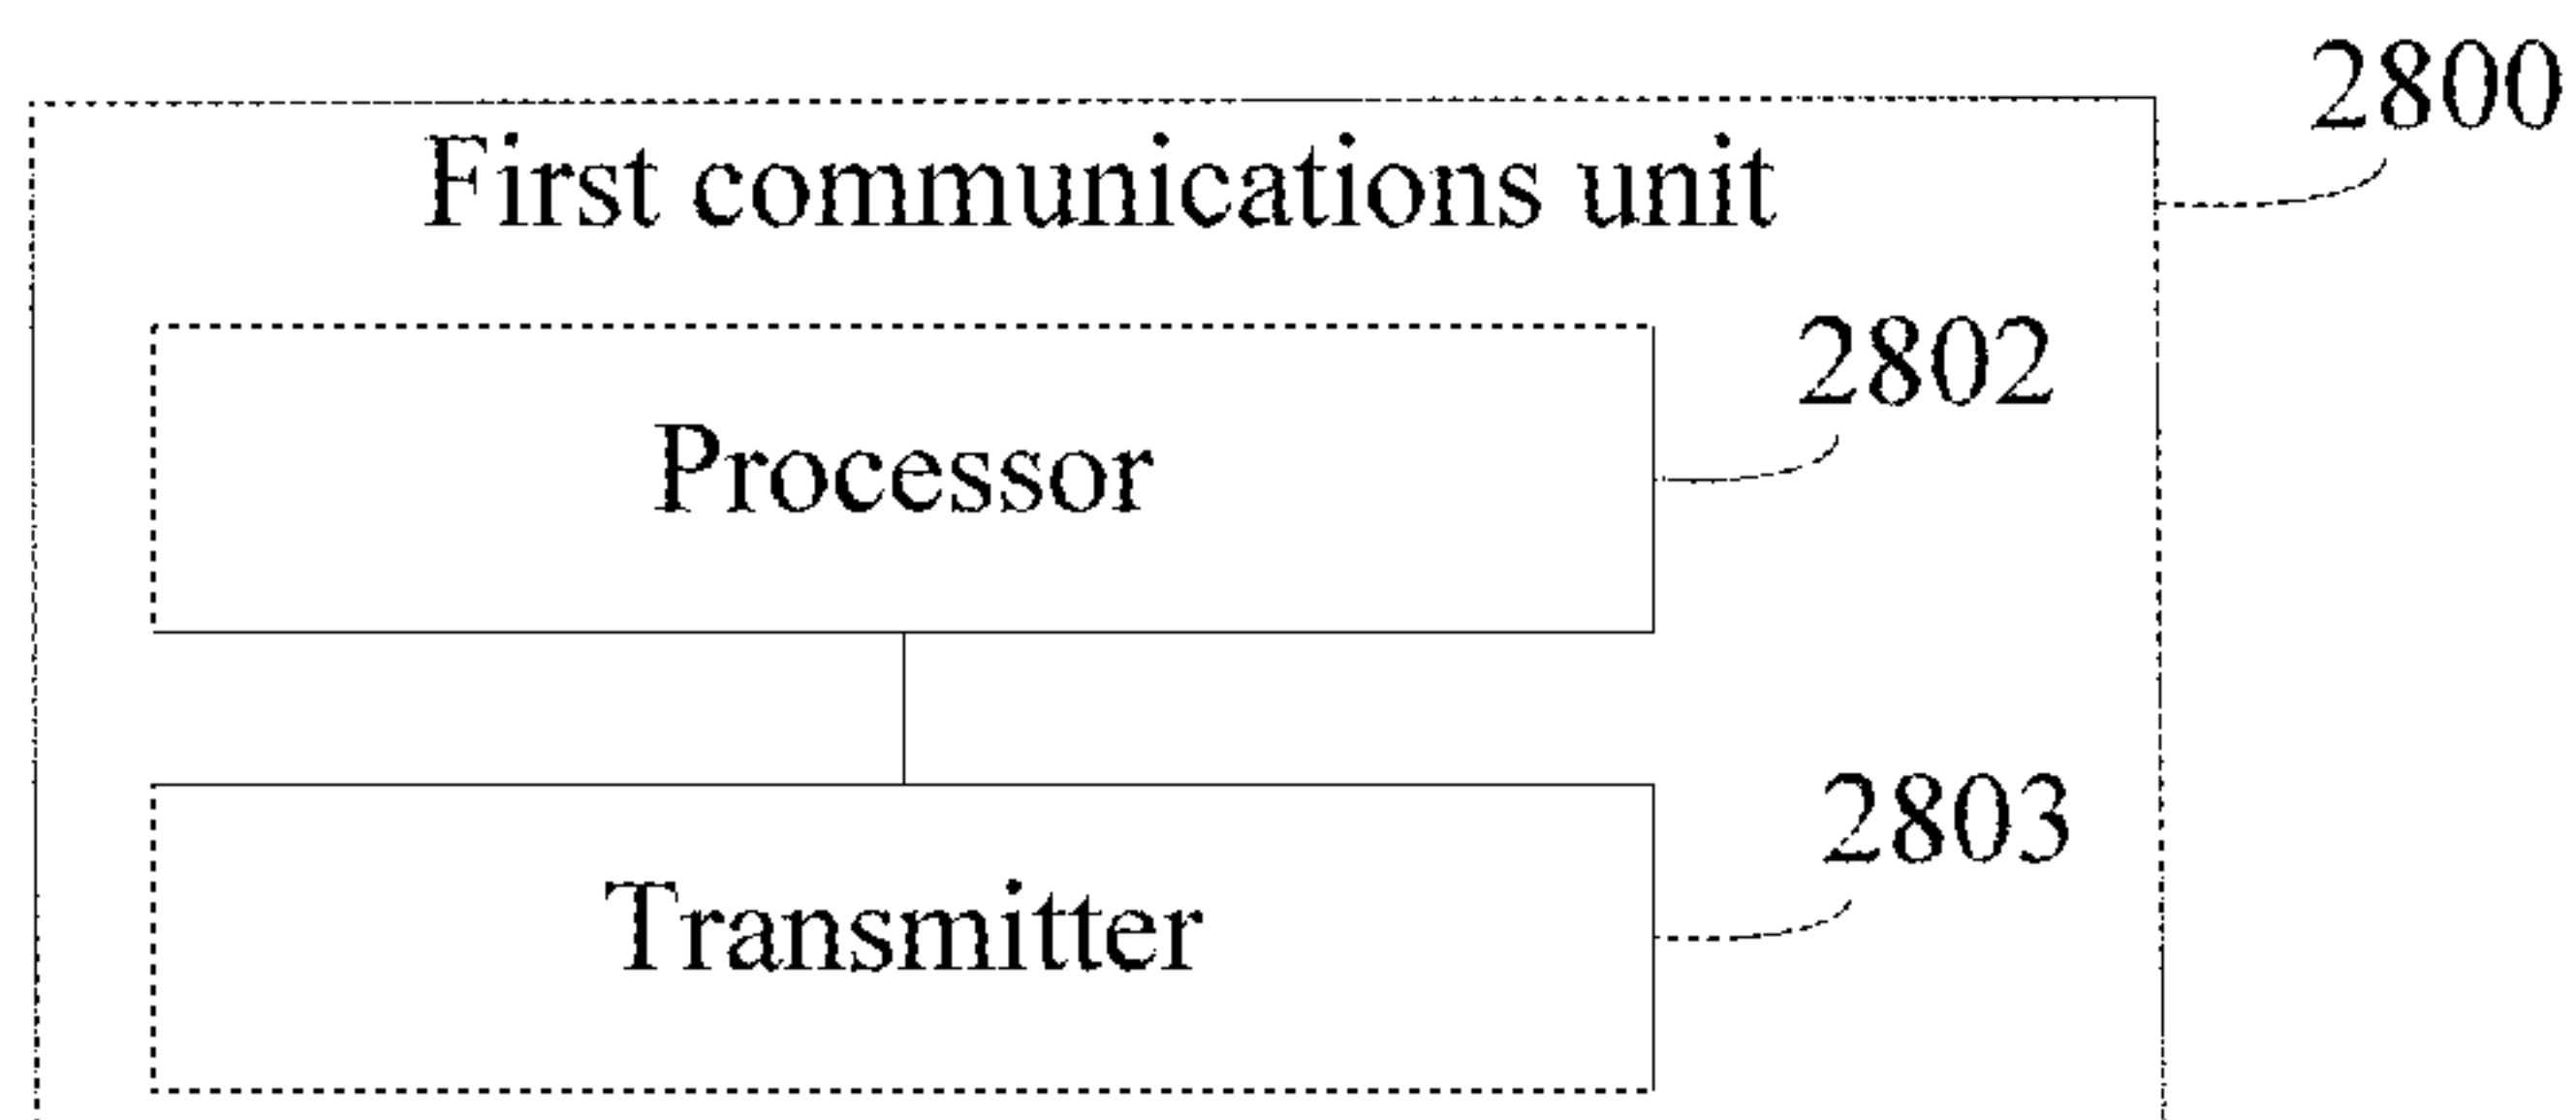 2800
First communications unit
2802
Processor
2803
Transmitter